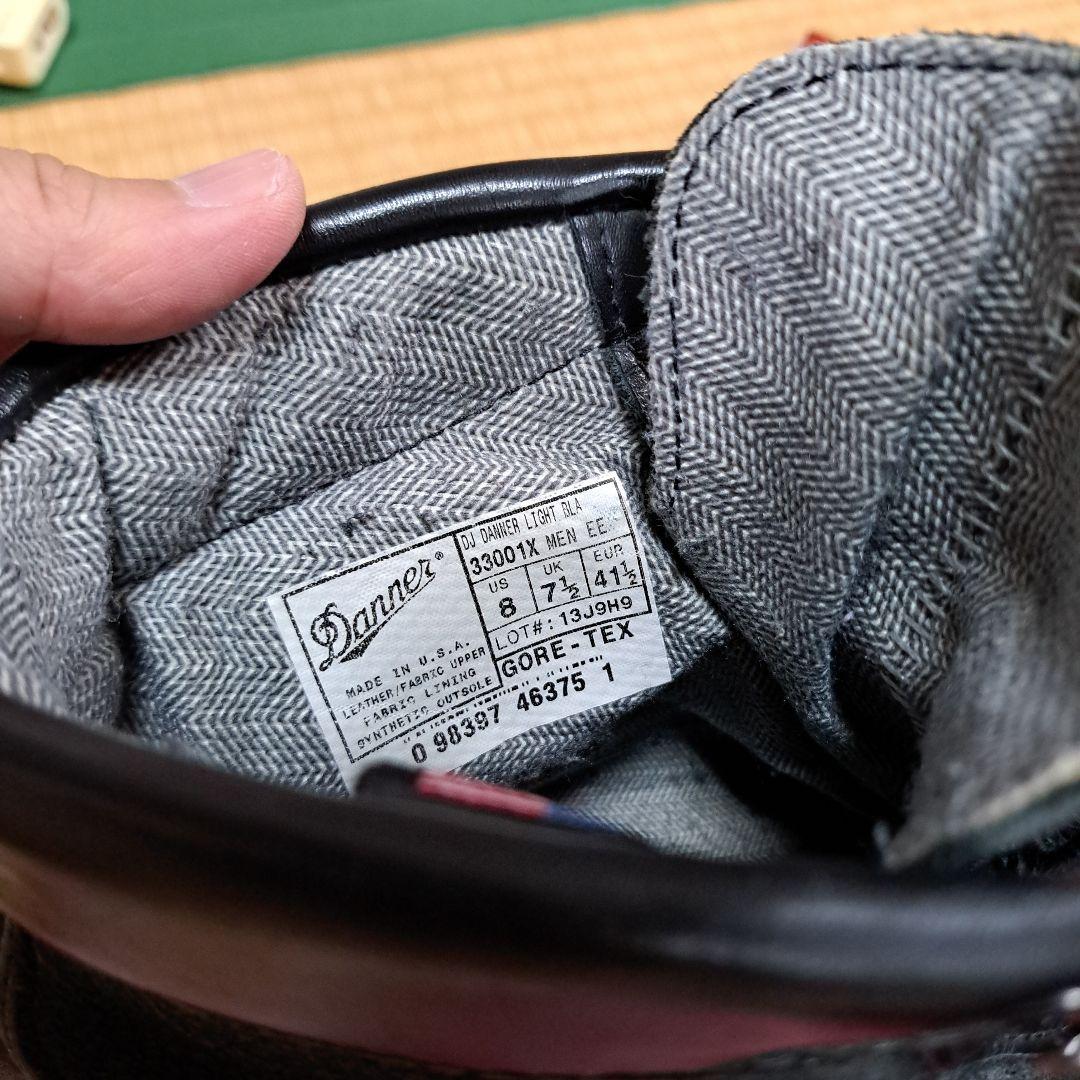 Danner®
MADE IN U.S.A.
LEATHER/FABRIC UPPER
FABRIC LINING
SYNTHETIC OUTSOLE
DJ DANNER LIGHT BLA
33001X MEN EE
US UK EUR
8 7½ 41½
LOT#: 13J9H9
GORE-TEX
0 98397 46375 1